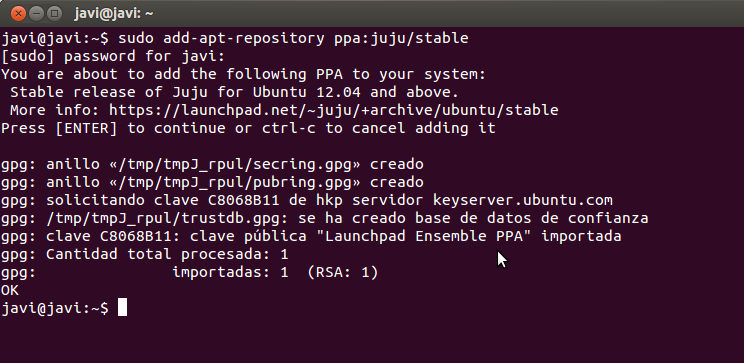 javi@javi: ~
javi@javi:~$ sudo add-apt-repository ppa:juju/stable
[sudo] password for javi:
You are about to add the following PPA to your system:
 Stable release of Juju for Ubuntu 12.04 and above.
 More info: https://launchpad.net/~juju/+archive/ubuntu/stable
Press [ENTER] to continue or ctrl-c to cancel adding it

gpg: anillo «/tmp/tmpJ_rpul/secring.gpg» creado
gpg: anillo «/tmp/tmpJ_rpul/pubring.gpg» creado
gpg: solicitando clave C8068B11 de hkp servidor keyserver.ubuntu.com
gpg: /tmp/tmpJ_rpul/trustdb.gpg: se ha creado base de datos de confianza
gpg: clave C8068B11: clave pública "Launchpad Ensemble PPA" importada
gpg: Cantidad total procesada: 1
gpg:               importadas: 1  (RSA: 1)
OK
javi@javi:~$